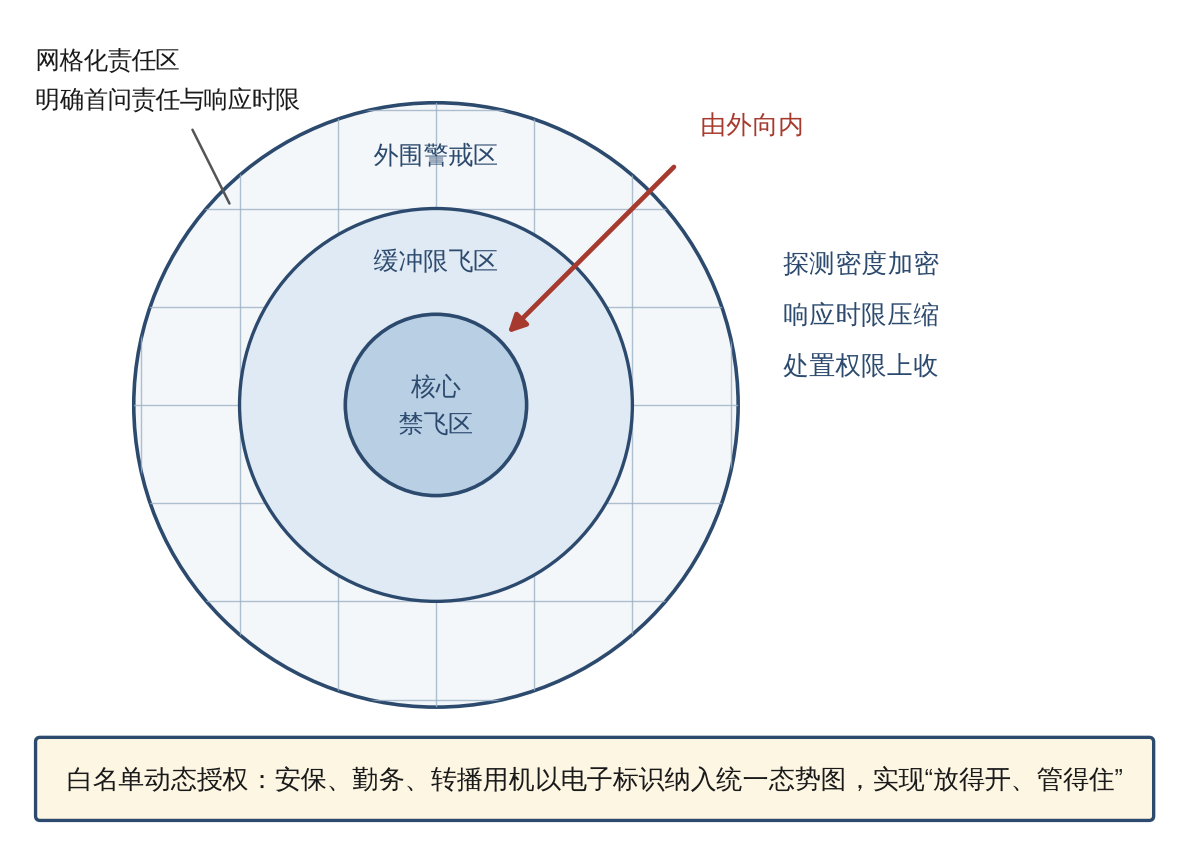 网格化责任区
明确首问责任与响应时限
由外向内
外围警戒区
缓冲限飞区
探测密度加密
响应时限压缩
处置权限上收
核心
禁飞区
白名单动态授权：安保、勤务、转播用机以电子标识纳入统一态势图，实现“放得开、管得住”